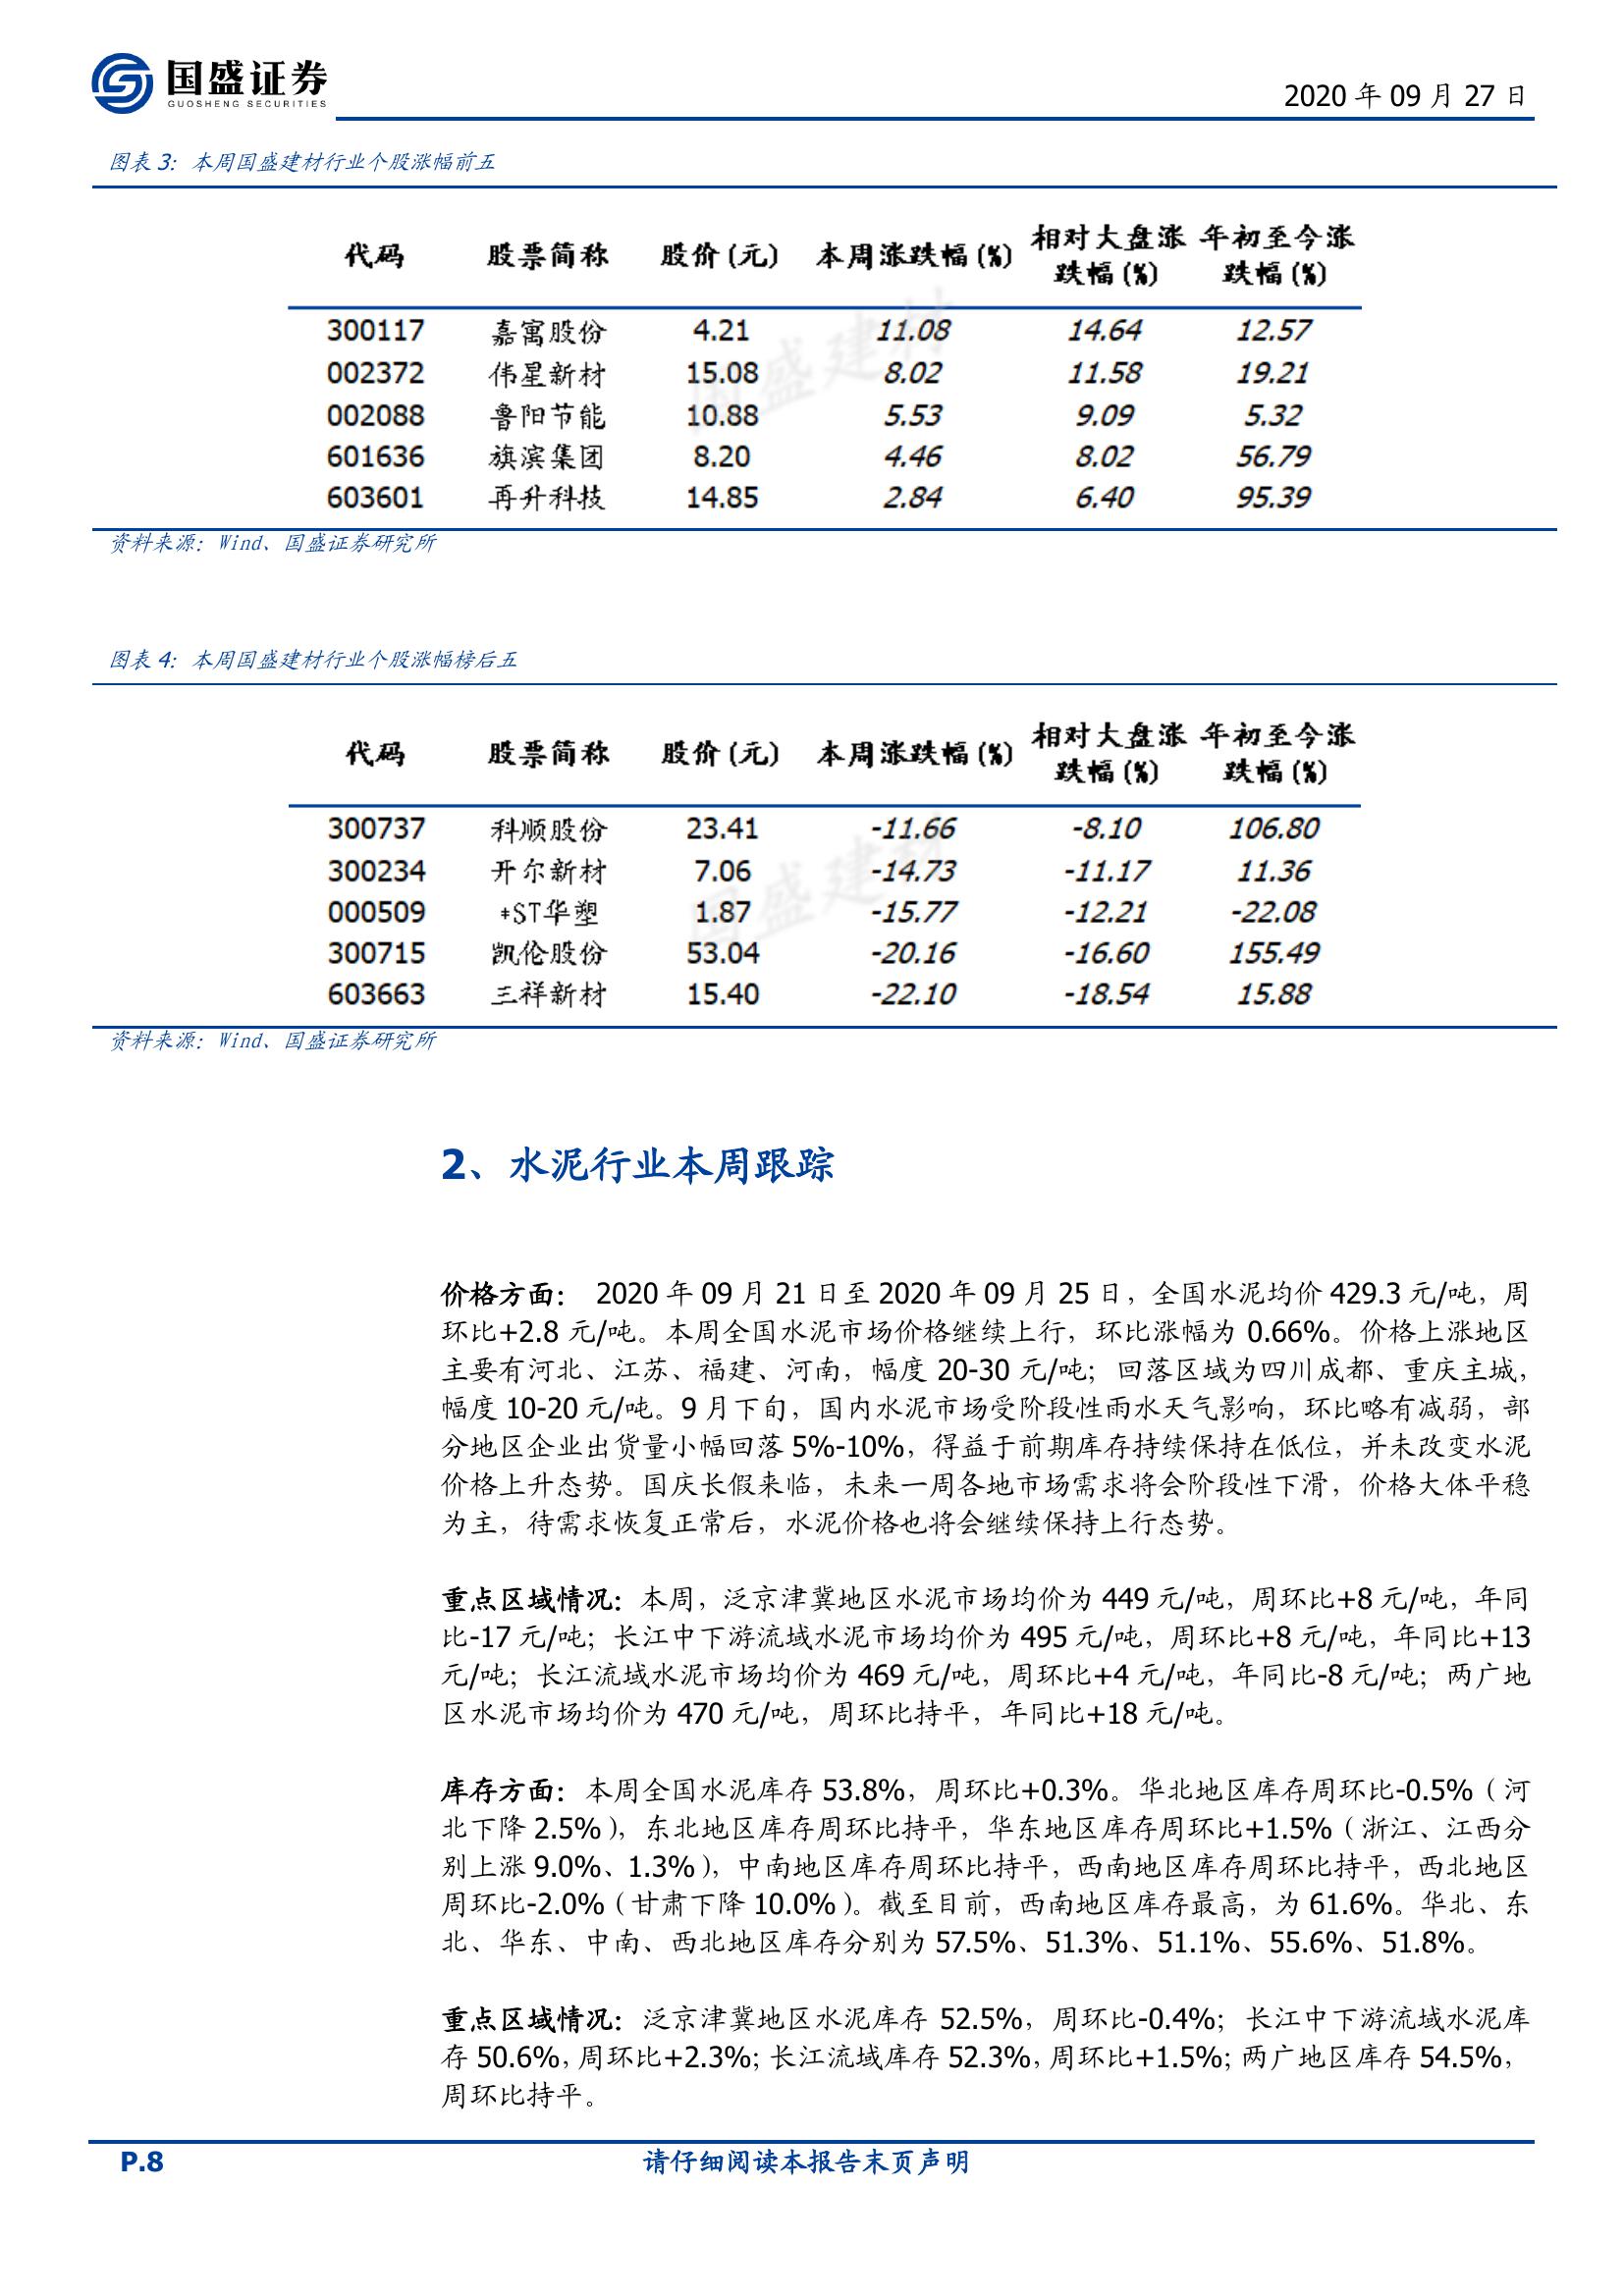 国盛证券
GUOSHENG SECURITIES
2020 年 09 月 27 日
图表 3：本周国盛建材行业个股涨幅前五
代码 股票简称 股价(元) 本周涨跌幅(%) 相对大盘涨跌幅(%) 年初至今涨跌幅(%)
300117 嘉寓股份 4.21 11.08 14.64 12.57
002372 伟星新材 15.08 8.02 11.58 19.21
002088 鲁阳节能 10.88 5.53 9.09 5.32
601636 旗滨集团 8.20 4.46 8.02 56.79
603601 再升科技 14.85 2.84 6.40 95.39
国盛建材
资料来源：Wind、国盛证券研究所
图表 4：本周国盛建材行业个股涨幅榜后五
代码 股票简称 股价(元) 本周涨跌幅(%) 相对大盘涨跌幅(%) 年初至今涨跌幅(%)
300737 科顺股份 23.41 -11.66 -8.10 106.80
300234 开尔新材 7.06 -14.73 -11.17 11.36
000509 *ST华塑 1.87 -15.77 -12.21 -22.08
300715 凯伦股份 53.04 -20.16 -16.60 155.49
603663 三祥新材 15.40 -22.10 -18.54 15.88
国盛建材
资料来源：Wind、国盛证券研究所
2、水泥行业本周跟踪
价格方面： 2020 年 09 月 21 日至 2020 年 09 月 25 日，全国水泥均价 429.3 元/吨，周
环比+2.8 元/吨。本周全国水泥市场价格继续上行，环比涨幅为 0.66%。价格上涨地区
主要有河北、江苏、福建、河南，幅度 20-30 元/吨；回落区域为四川成都、重庆主城，
幅度 10-20 元/吨。9 月下旬，国内水泥市场受阶段性雨水天气影响，环比略有减弱，部
分地区企业出货量小幅回落 5%-10%，得益于前期库存持续保持在低位，并未改变水泥
价格上升态势。国庆长假来临，未来一周各地市场需求将会阶段性下滑，价格大体平稳
为主，待需求恢复正常后，水泥价格也将会继续保持上行态势。
重点区域情况：本周，泛京津冀地区水泥市场均价为 449 元/吨，周环比+8 元/吨，年同
比-17 元/吨；长江中下游流域水泥市场均价为 495 元/吨，周环比+8 元/吨，年同比+13
元/吨；长江流域水泥市场均价为 469 元/吨，周环比+4 元/吨，年同比-8 元/吨；两广地
区水泥市场均价为 470 元/吨，周环比持平，年同比+18 元/吨。
库存方面：本周全国水泥库存 53.8%，周环比+0.3%。华北地区库存周环比-0.5%（河
北下降 2.5%），东北地区库存周环比持平，华东地区库存周环比+1.5%（浙江、江西分
别上涨 9.0%、1.3%），中南地区库存周环比持平，西南地区库存周环比持平，西北地区
周环比-2.0%（甘肃下降 10.0%）。截至目前，西南地区库存最高，为 61.6%。华北、东
北、华东、中南、西北地区库存分别为 57.5%、51.3%、51.1%、55.6%、51.8%。
重点区域情况：泛京津冀地区水泥库存 52.5%，周环比-0.4%；长江中下游流域水泥库
存 50.6%，周环比+2.3%；长江流域库存 52.3%，周环比+1.5%；两广地区库存 54.5%，
周环比持平。
P.8
请仔细阅读本报告末页声明